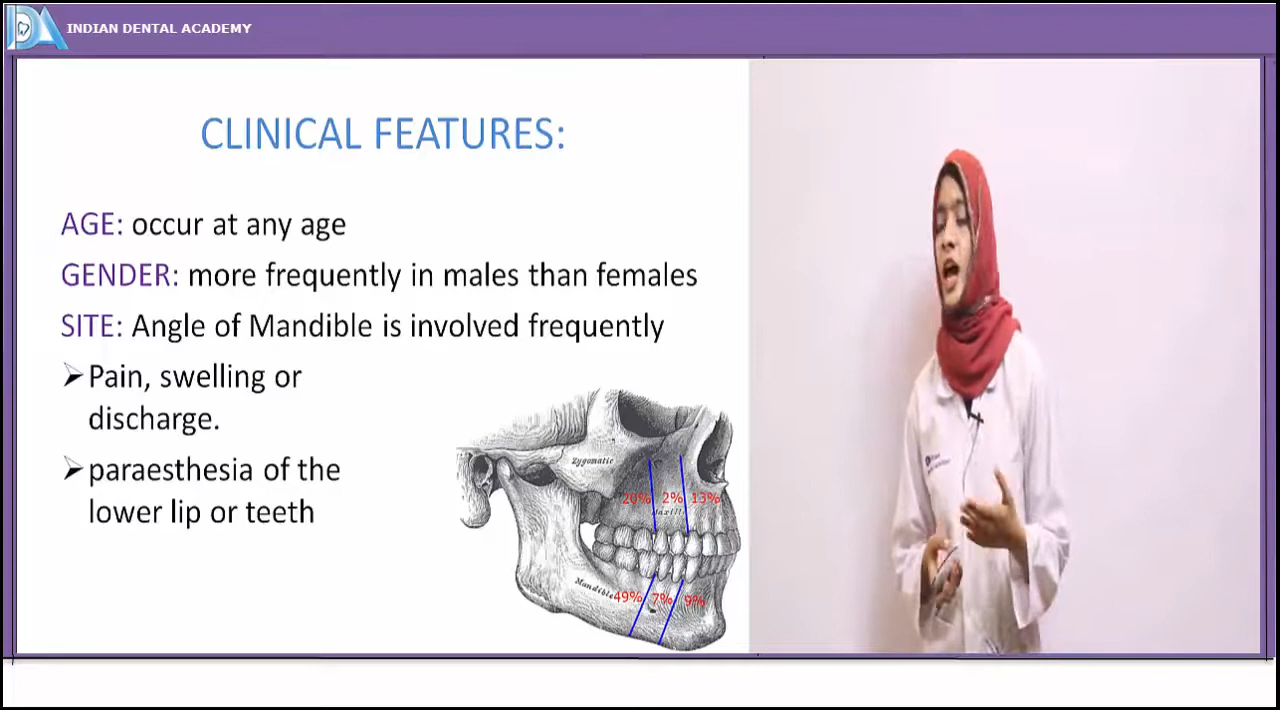 INDIAN DENTAL ACADEMY
CLINICAL FEATURES:
AGE: occur at any age
GENDER: more frequently in males than females
SITE: Angle of Mandible is involved frequently
➢Pain, swelling or
discharge.
➢paraesthesia of the
lower lip or teeth
Zygomatic
20% 2% 13%
Mandible 49% 7% 9%